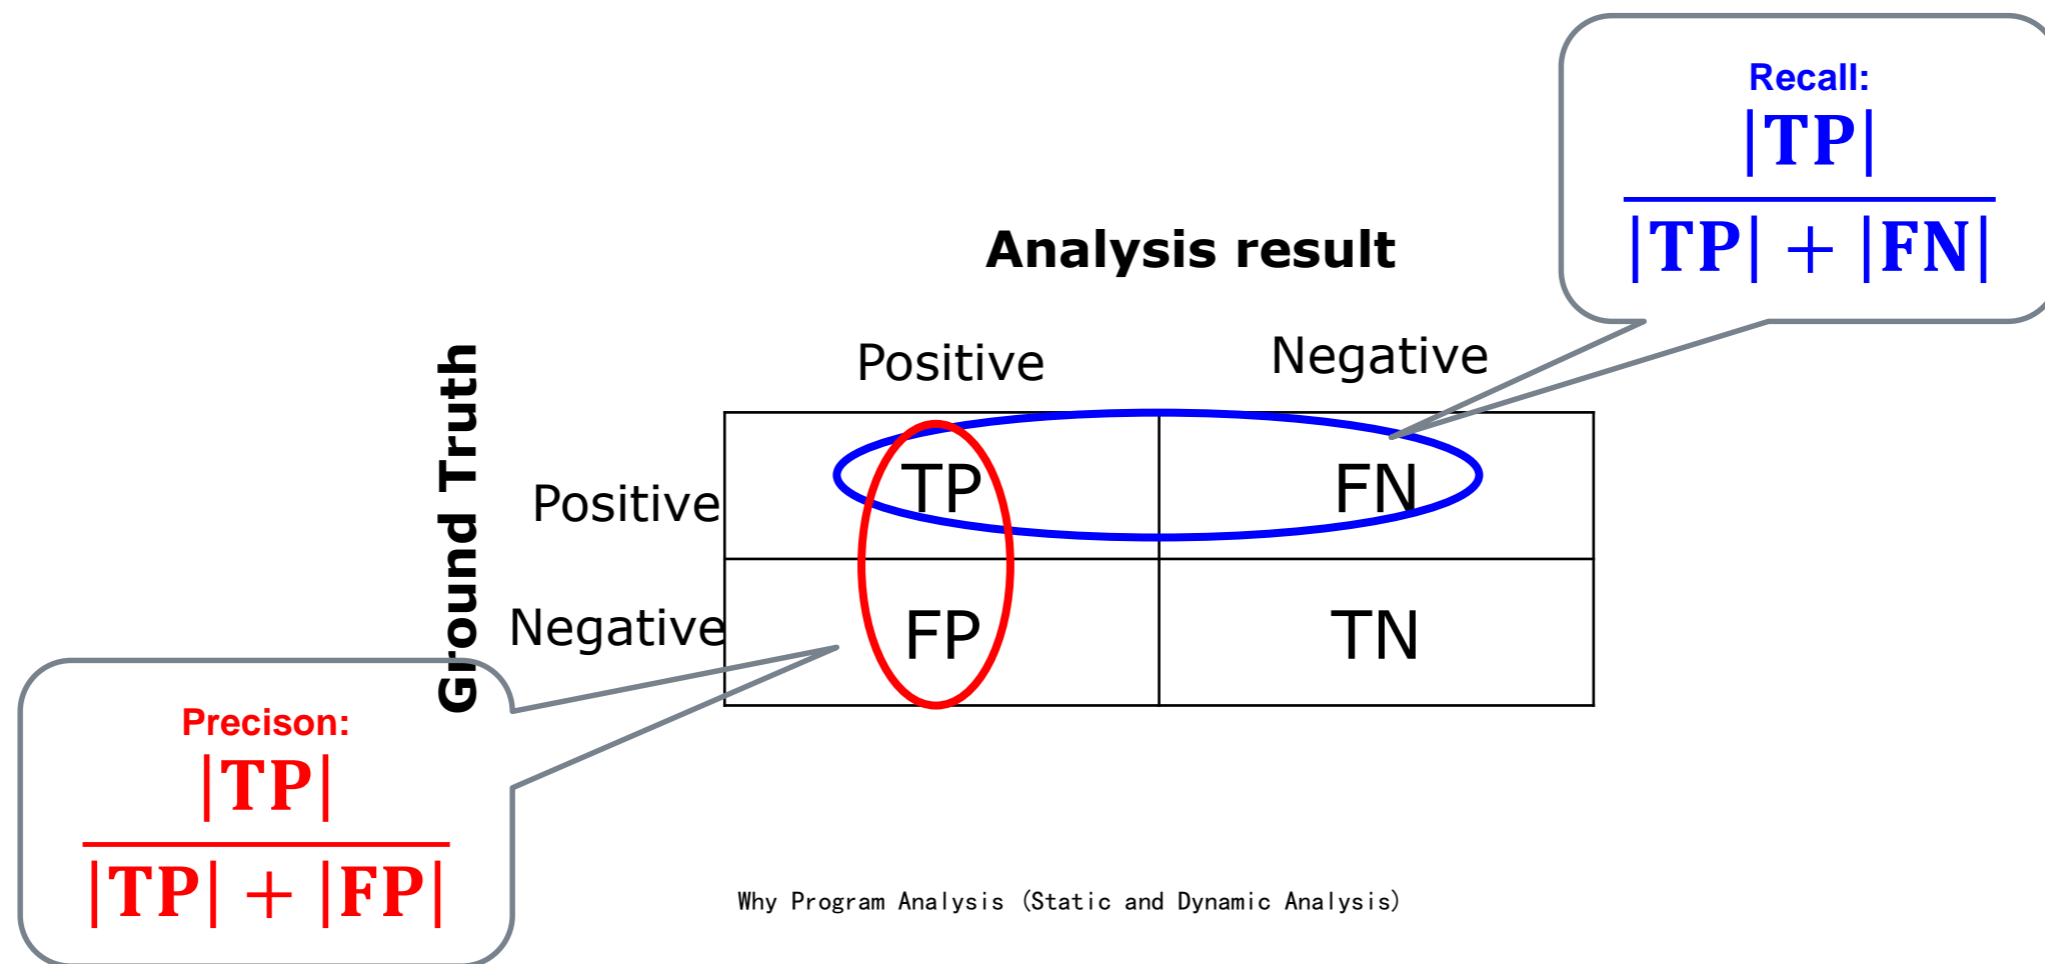 Recall:
|TP|
|TP| + |FN|
Analysis result
Positive Negative
Ground Truth
Positive TP FN
Negative FP TN
Precison:
|TP|
|TP| + |FP|
Why Program Analysis (Static and Dynamic Analysis)